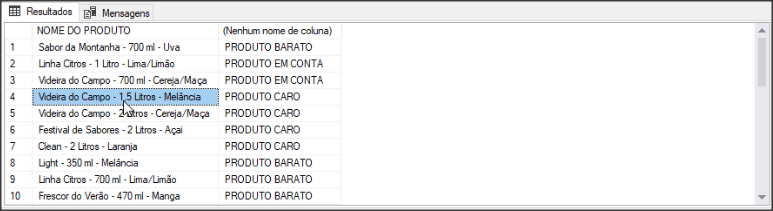 Resultados Mensagens
NOME DO PRODUTO (Nenhum nome de coluna)
1 Sabor da Montanha - 700 ml - Uva PRODUTO BARATO
2 Linha Citros - 1 Litro - Lima/Limão PRODUTO EM CONTA
3 Videira do Campo - 700 ml - Cereja/Maça PRODUTO EM CONTA
4 Videira do Campo - 1,5 Litros - Melância PRODUTO CARO
5 Videira do Campo - 2 Litros - Cereja/Maça PRODUTO CARO
6 Festival de Sabores - 2 Litros - Açai PRODUTO CARO
7 Clean - 2 Litros - Laranja PRODUTO CARO
8 Light - 350 ml - Melância PRODUTO BARATO
9 Linha Citros - 700 ml - Lima/Limão PRODUTO BARATO
10 Frescor do Verão - 470 ml - Manga PRODUTO BARATO